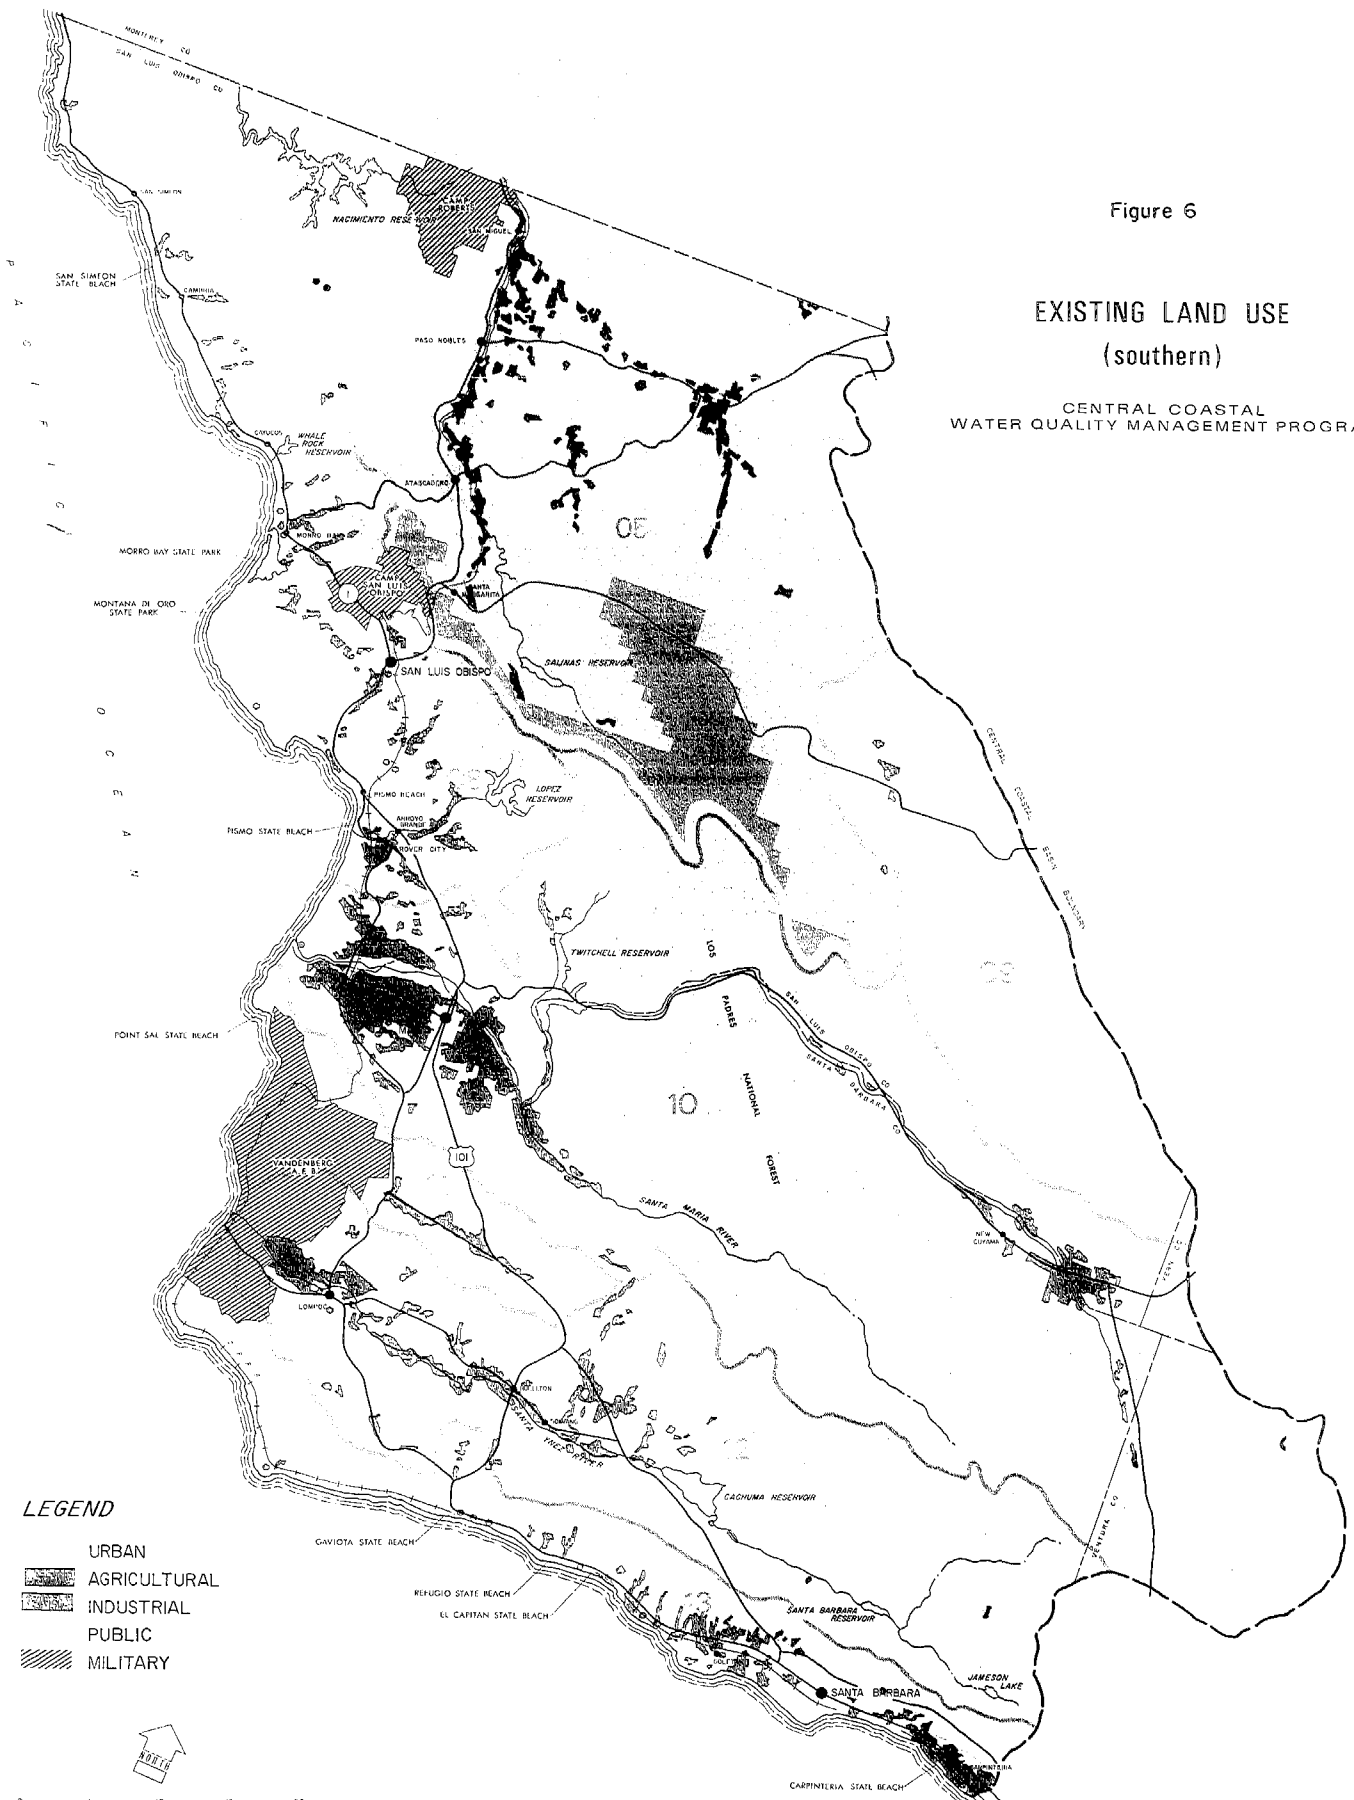 MONTEREY CO
SAN LUIS OBISPO CO
Figure 6
EXISTING LAND USE
(southern)
CENTRAL COASTAL
WATER QUALITY MANAGEMENT PROGRA
PACIFIC
OCEAN
CAMP
ROBERTS
NACIMIENTO RESERVOIR
SAN MIGUEL
SAN SIMEON
SAN SIMEON
STATE BEACH
CAMBRIA
PASO ROBLES
CAYUCOS
WHALE
ROCK
RESERVOIR
ATASCADERO
05
MORRO BAY
MORRO BAY STATE PARK
CAMP
SAN LUIS
OBISPO
1
SANTA
MARGARITA
MONTANA DI ORO
STATE PARK
SAN LUIS OBISPO
SALINAS RESERVOIR
CENTRAL COASTAL BASIN BOUNDARY
PISMO BEACH
LOPEZ
RESERVOIR
PISMO STATE BEACH
ARROYO
GRANDE
ROVER CITY
TWITCHELL RESERVOIR
LOS PADRES NATIONAL FOREST
SAN LUIS OBISPO CO
SANTA BARBARA CO
POINT SAL STATE BEACH
10
101
VANDENBERG
A.F.B.
SANTA MARIA RIVER
NEW
CUYAMA
KERN CO
LOMPOC
BUELLTON
SOLVANG
SANTA YNEZ RIVER
CACHUMA RESERVOIR
VENTURA CO
GAVIOTA STATE BEACH
REFUGIO STATE BEACH
EL CAPITAN STATE BEACH
SANTA BARBARA
RESERVOIR
I
GOLETA
JAMESON
LAKE
SANTA BARBARA
CARPINTERIA
CARPINTERIA STATE BEACH
LEGEND
URBAN
AGRICULTURAL
INDUSTRIAL
PUBLIC
MILITARY
NORTH